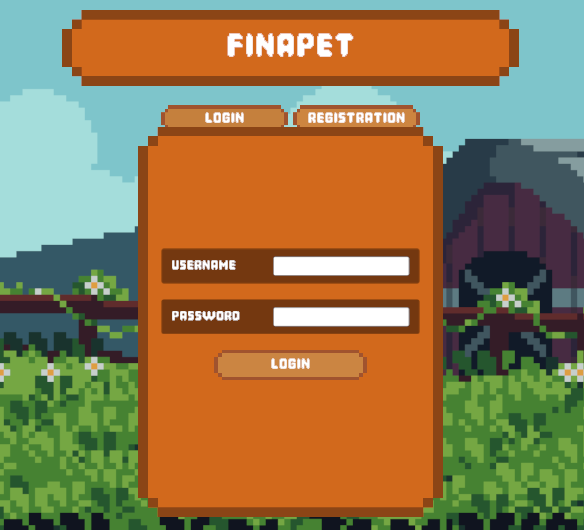 FINAPET
LOGIN
REGISTRATION
USERNAME
PASSWORD
LOGIN